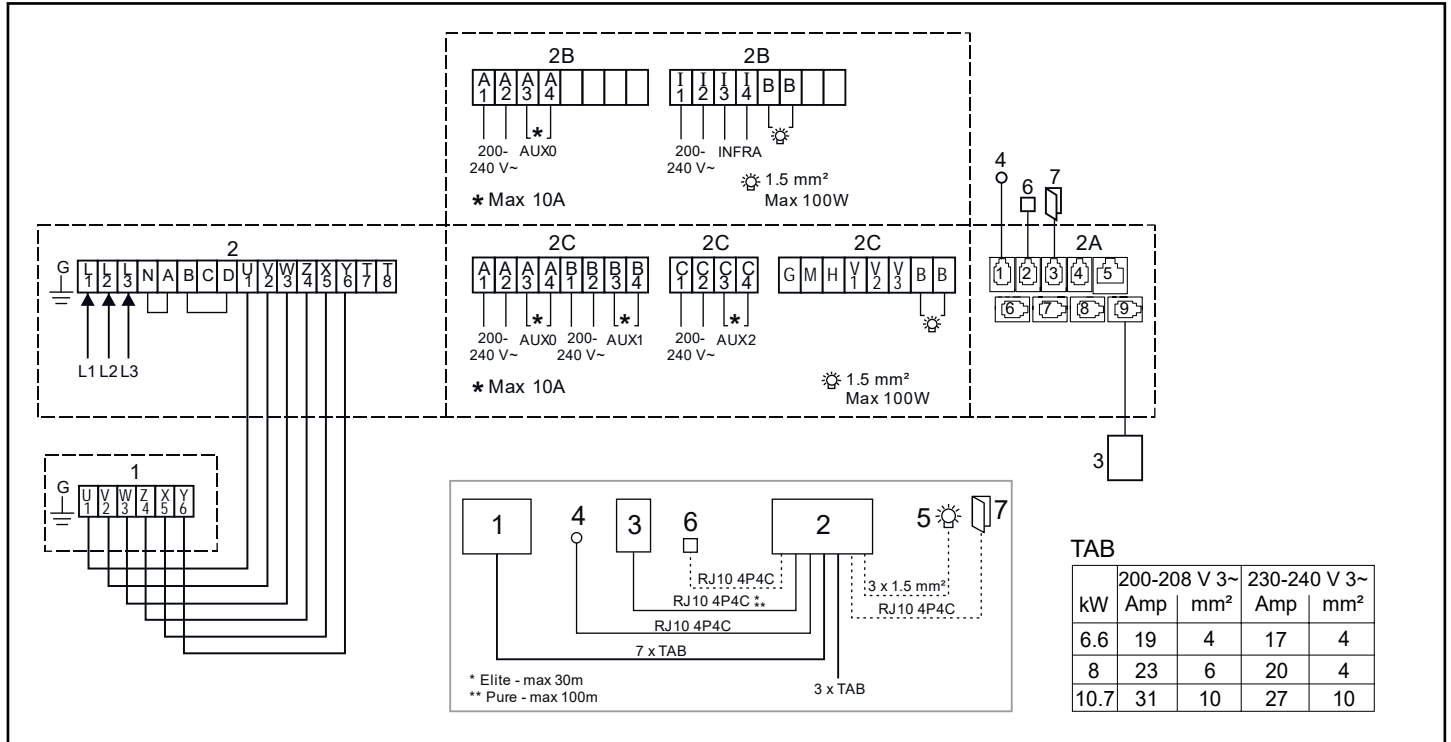 2B 2B
A1 A2 A3 A4 I1 I2 I3 I4 B B
* 
200-240 V~ AUX0 200-240 V~ INFRA
* Max 10A
1.5 mm²
Max 100W
4 6 7
2
G L1 L2 L3 N A B C D U1 V2 W3 Z4 X5 Y6 T7 T8
L1 L2 L3
2C 2C 2C
A1 A2 A3 A4 B1 B2 B3 B4 C1 C2 C3 C4 G M H V1 V2 V3 B B
* * *
200-240 V~ AUX0 200-240 V~ AUX1 200-240 V~ AUX2
* Max 10A
1.5 mm²
Max 100W
2A
1 2 3 4 5
6 7 8 9
3
1
G U1 V2 W3 Z4 X5 Y6
1 4 3 6 2 5 7
RJ10 4P4C
3 x 1.5 mm²
RJ10 4P4C * **
RJ10 4P4C
RJ10 4P4C
7 x TAB
3 x TAB
* Elite - max 30m
** Pure - max 100m
TAB
200-208 V 3~ 230-240 V 3~
kW Amp mm² Amp mm²
6.6 19 4 17 4
8 23 6 20 4
10.7 31 10 27 10